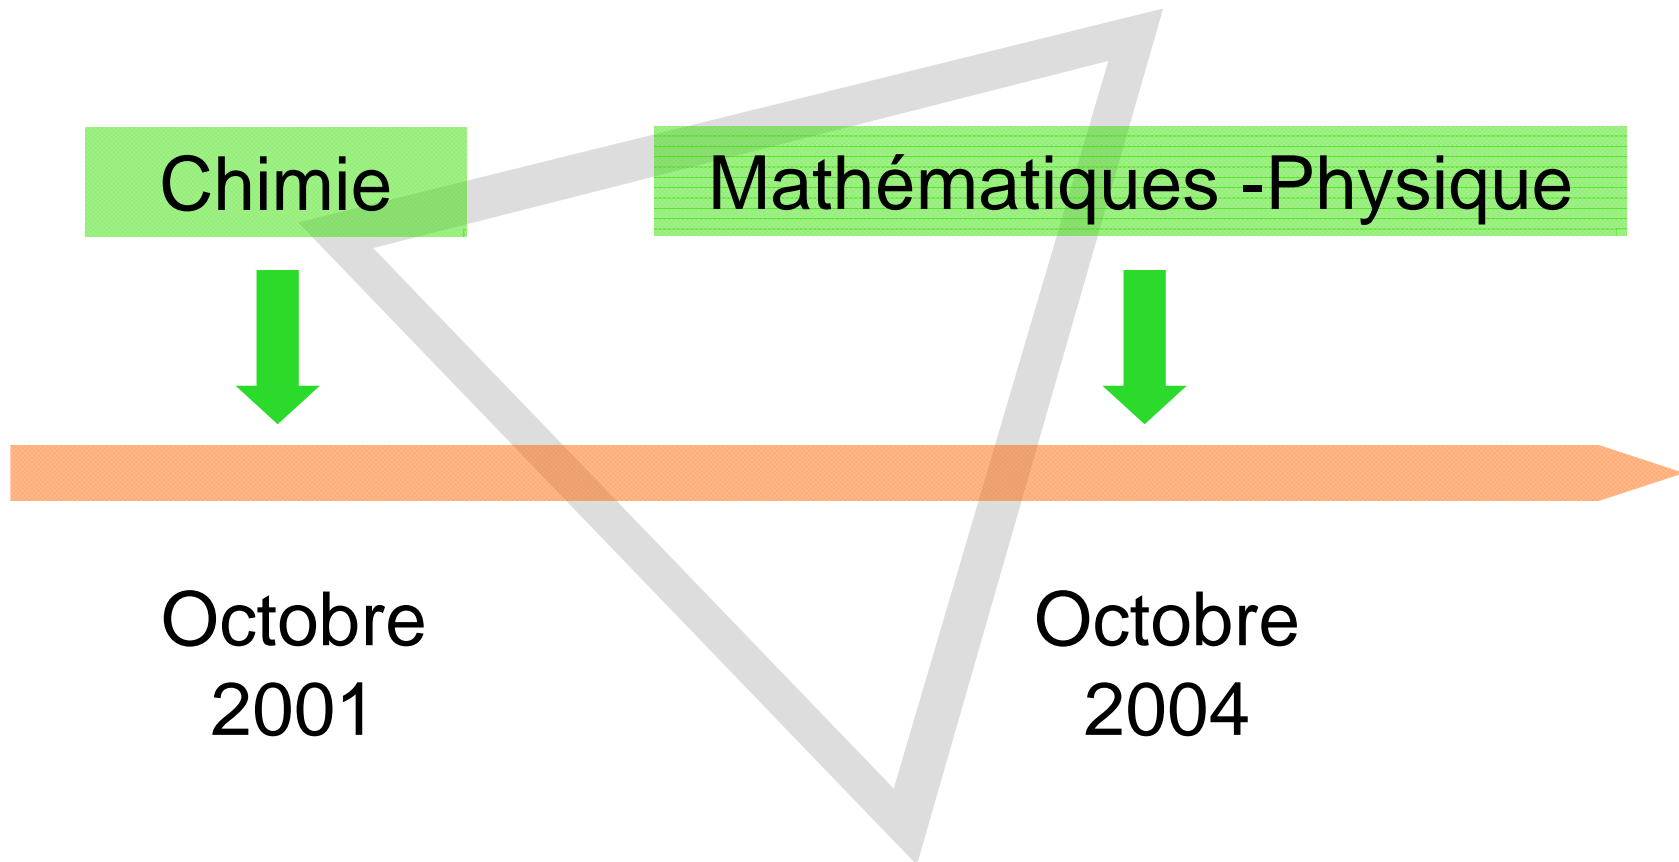 Chimie
Mathématiques -Physique
Octobre
2001
Octobre
2004